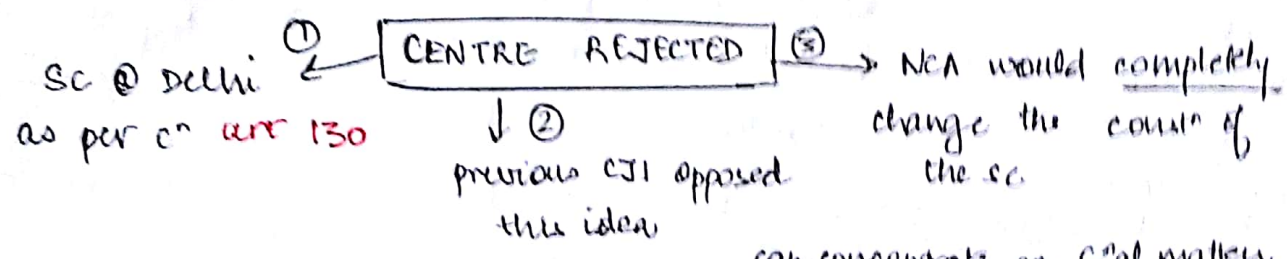 CENTRE REJECTED
①
SC @ Delhi
as per cⁿ art 130
②
previous CJI opposed
this idea
③
NCA would completely
change the constⁿ of
the sc.